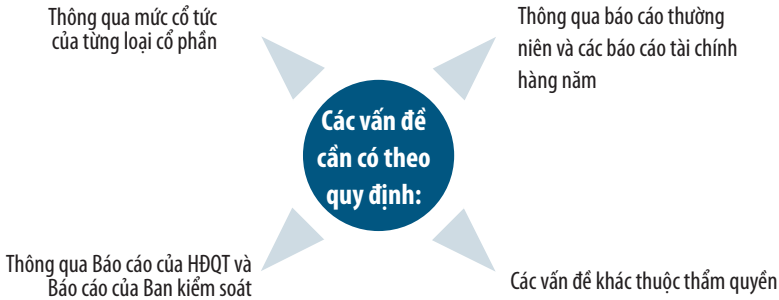 Thông qua mức cổ tức
của từng loại cổ phần
Thông qua báo cáo thường
niên và các báo cáo tài chính
hàng năm
Các vấn đề
cần có theo
quy định:
Thông qua Báo cáo của HĐQT và
Báo cáo của Ban kiểm soát
Các vấn đề khác thuộc thẩm quyền